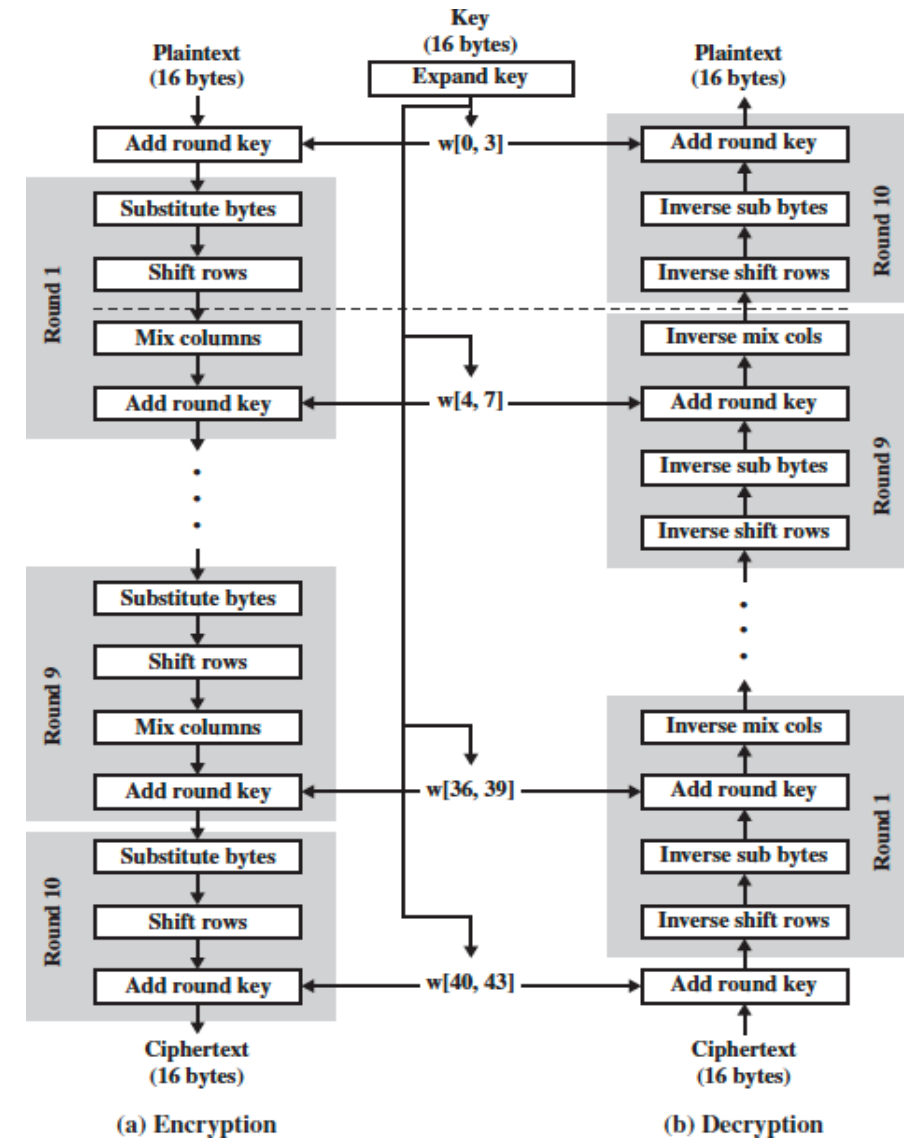 Key
(16 bytes)
Expand key
Plaintext
(16 bytes)
Add round key
Round 1
Substitute bytes
Shift rows
Mix columns
Add round key
Round 9
Substitute bytes
Shift rows
Mix columns
Add round key
Round 10
Substitute bytes
Shift rows
Add round key
Ciphertext
(16 bytes)
(a) Encryption
w[0, 3]
w[4, 7]
w[36, 39]
w[40, 43]
Plaintext
(16 bytes)
Add round key
Inverse sub bytes
Inverse shift rows
Round 10
Inverse mix cols
Add round key
Inverse sub bytes
Inverse shift rows
Round 9
Inverse mix cols
Add round key
Inverse sub bytes
Inverse shift rows
Round 1
Add round key
Ciphertext
(16 bytes)
(b) Decryption